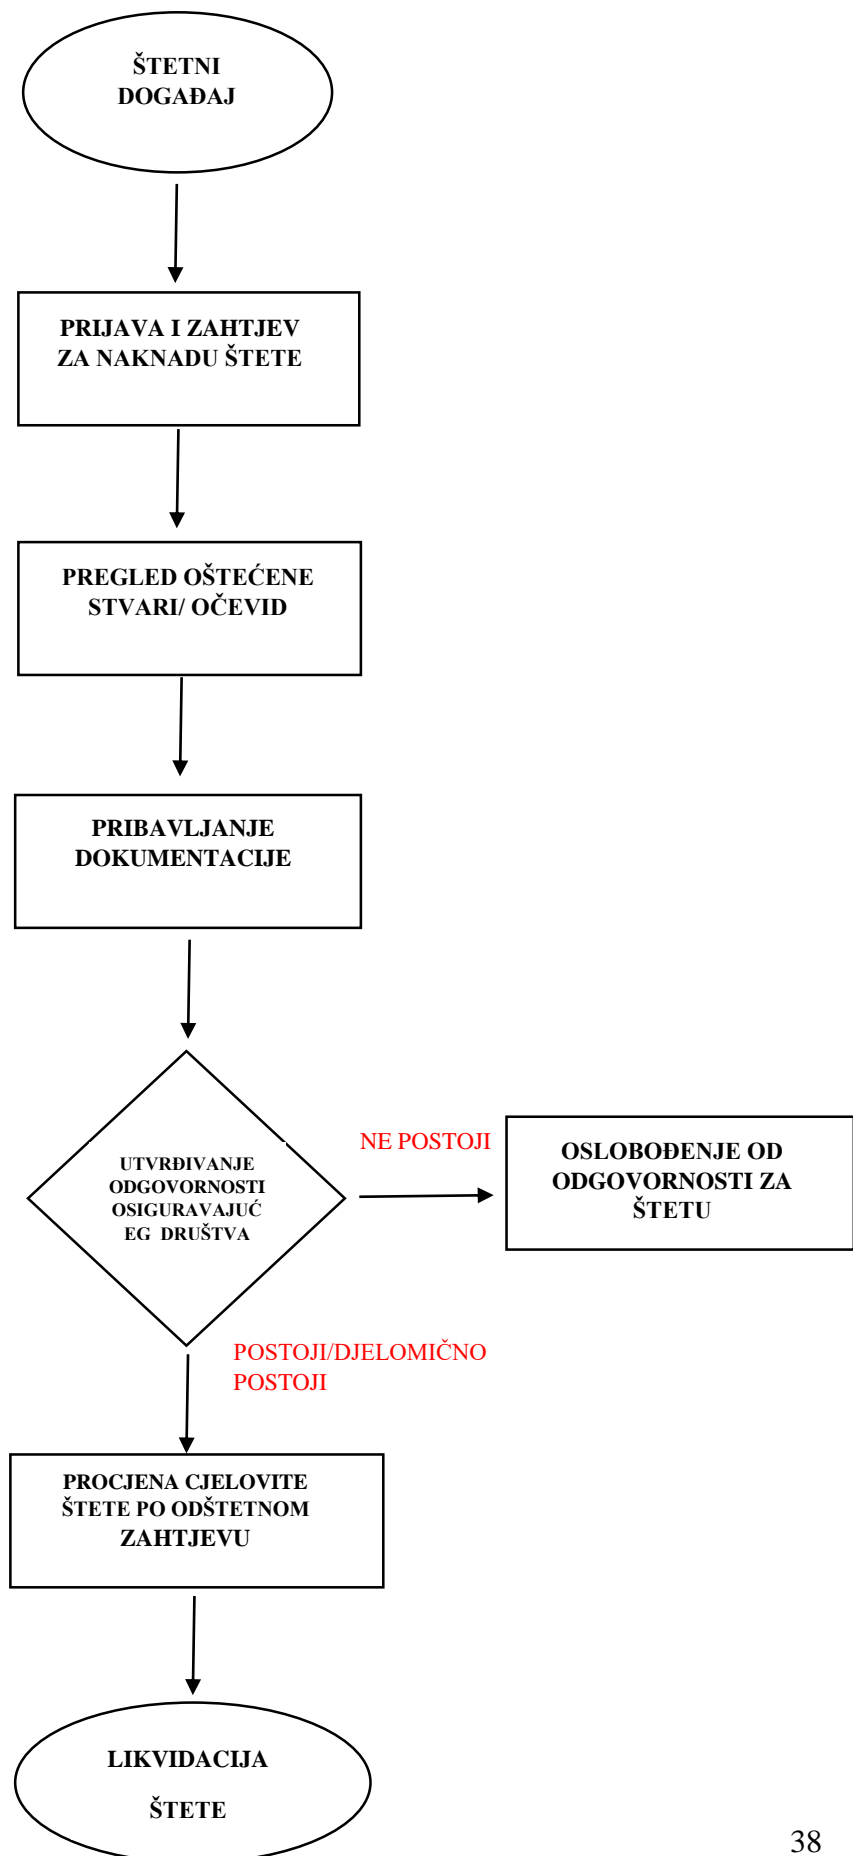 ŠTETNI
DOGAĐAJ
PRIJAVA I ZAHTJEV
ZA NAKNADU ŠTETE
PREGLED OŠTEĆENE
STVARI/ OČEVID
PRIBAVLJANJE
DOKUMENTACIJE
UTVRĐIVANJE
ODGOVORNOSTI
OSIGURAVAJUĆ
EG DRUŠTVA
NE POSTOJI
OSLOBOĐENJE OD
ODGOVORNOSTI ZA
ŠTETU
POSTOJI/DJELOMIČNO
POSTOJI
PROCJENA CJELOVITE
ŠTETE PO ODŠTETNOM
ZAHTJEVU
LIKVIDACIJA
ŠTETE
38